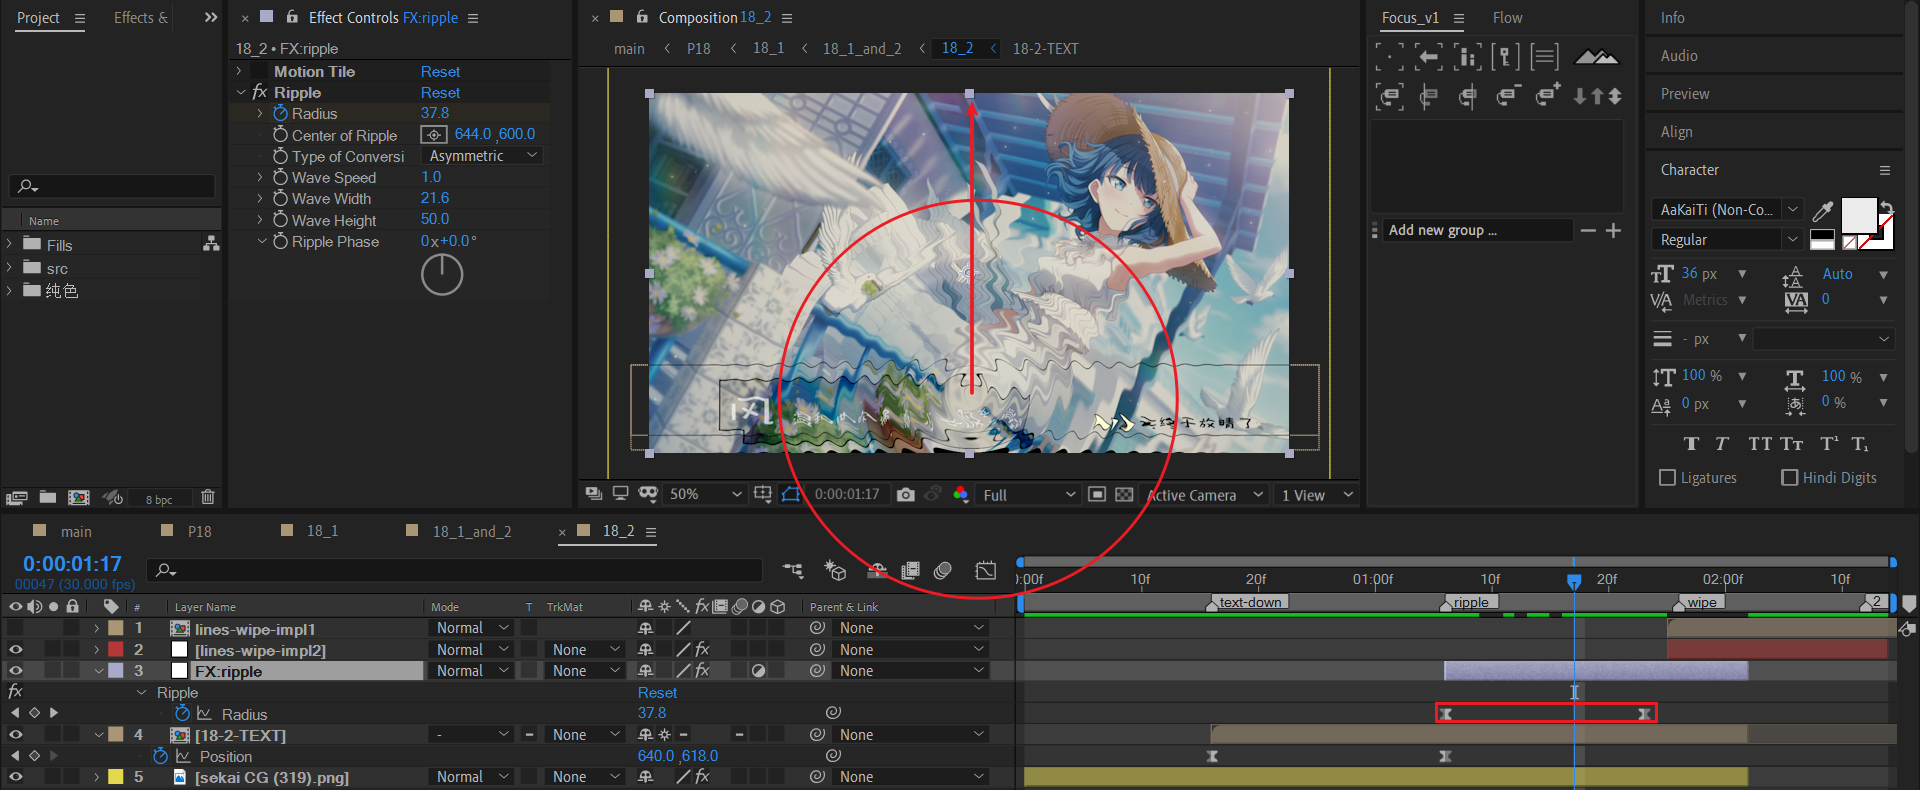 Project
Effects &
Effect Controls FX:ripple
Composition 18_2
Focus_v1
Flow
Info
18_2 • FX:ripple
main
P18
18_1
18_1_and_2
18_2
18-2-TEXT
Audio
Motion Tile Reset
Ripple Reset
Radius 37.8
Center of Ripple 644.0 ,600.0
Type of Conversi Asymmetric
Wave Speed 1.0
Wave Width 21.6
Wave Height 50.0
Ripple Phase 0x+0.0°
Name
Fills
src
纯色
8 bpc
云终于放晴了
50%
0:00:01:17
Full
Active Camera
1 View
Add new group ...
Preview
Align
Character
AaKaiTi (Non-Co...
Regular
36 px
Auto
Metrics
0
- px
100 %
100 %
0 px
0 %
Ligatures
Hindi Digits
main
P18
18_1
18_1_and_2
18_2
0:00:01:17
00047 (30.000 fps)
:00f
10f
20f
01:00f
10f
20f
02:00f
10f
# Layer Name Mode T TrkMat Parent & Link
text-down
ripple
wipe
2
1 lines-wipe-impl1 Normal None
2 [lines-wipe-impl2] Normal None None
3 FX:ripple Normal None None
Ripple Reset
Radius 37.8
4 [18-2-TEXT] - None None
Position 640.0 ,618.0
5 [sekai CG (319).png] Normal None None